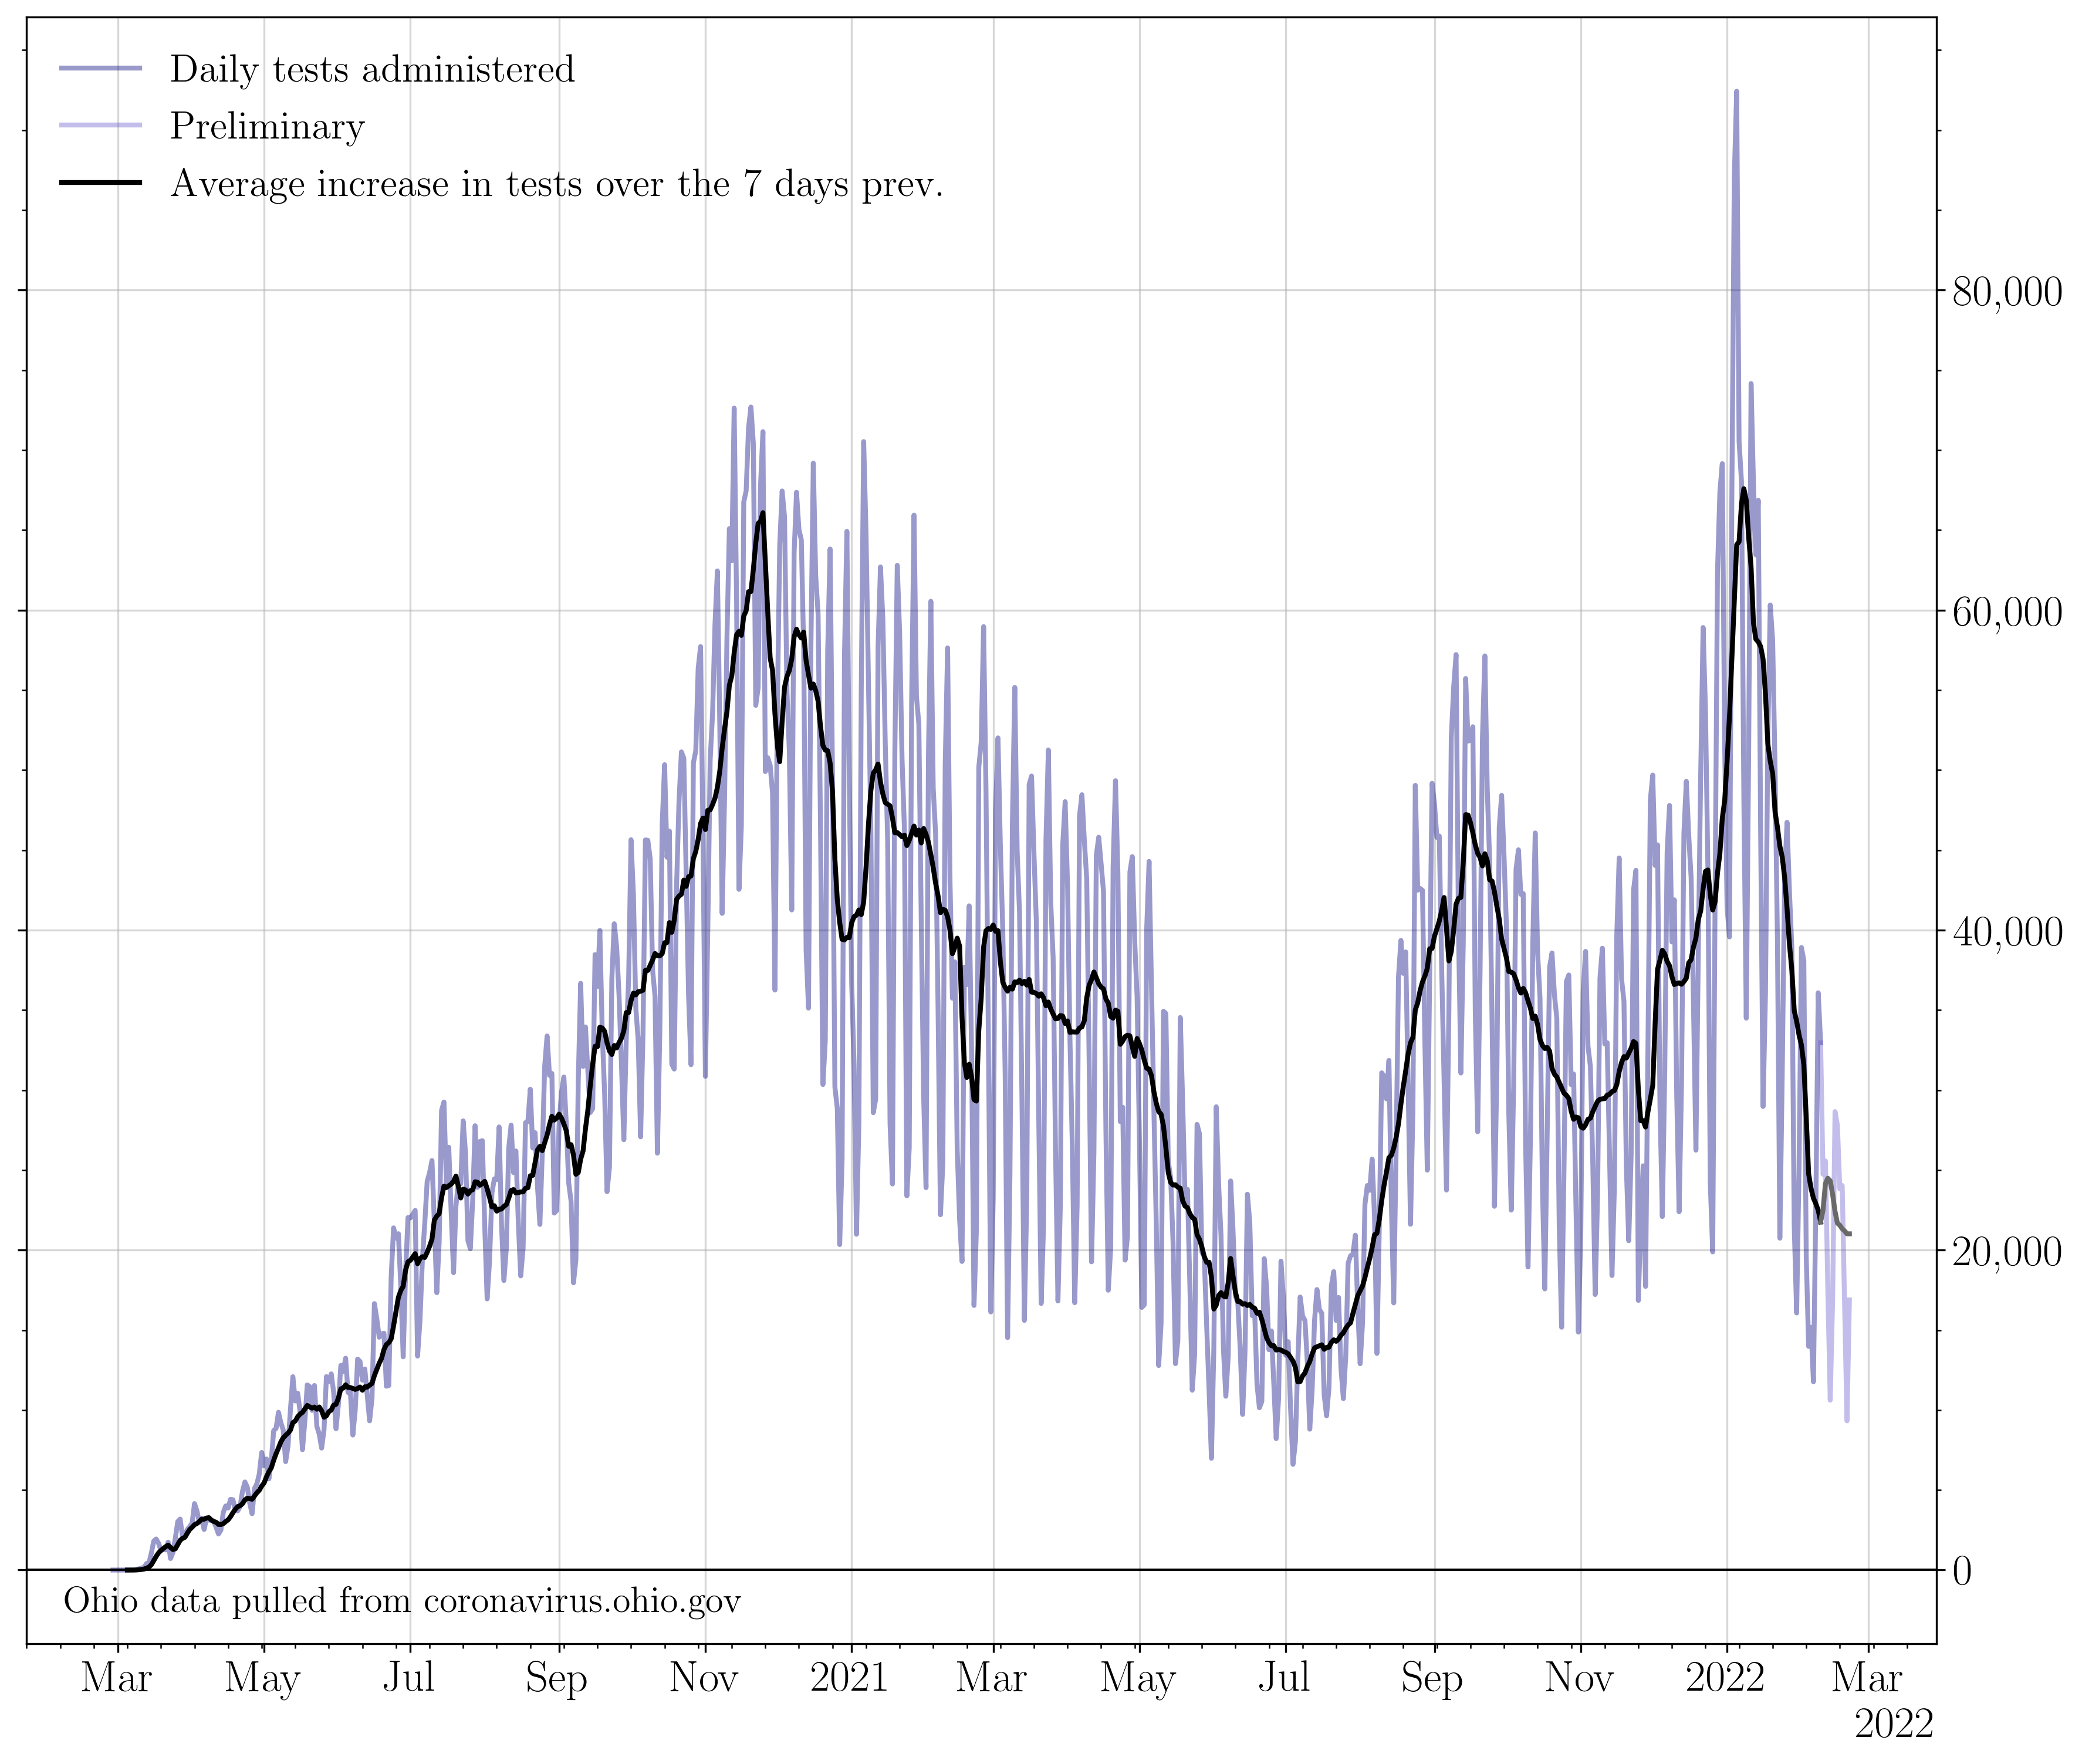 Daily tests administered
Preliminary
Average increase in tests over the 7 days prev.
80,000
60,000
40,000
20,000
0
Ohio data pulled from coronavirus.ohio.gov
Mar May Jul Sep Nov 2021 Mar May Jul Sep Nov 2022 Mar
2022